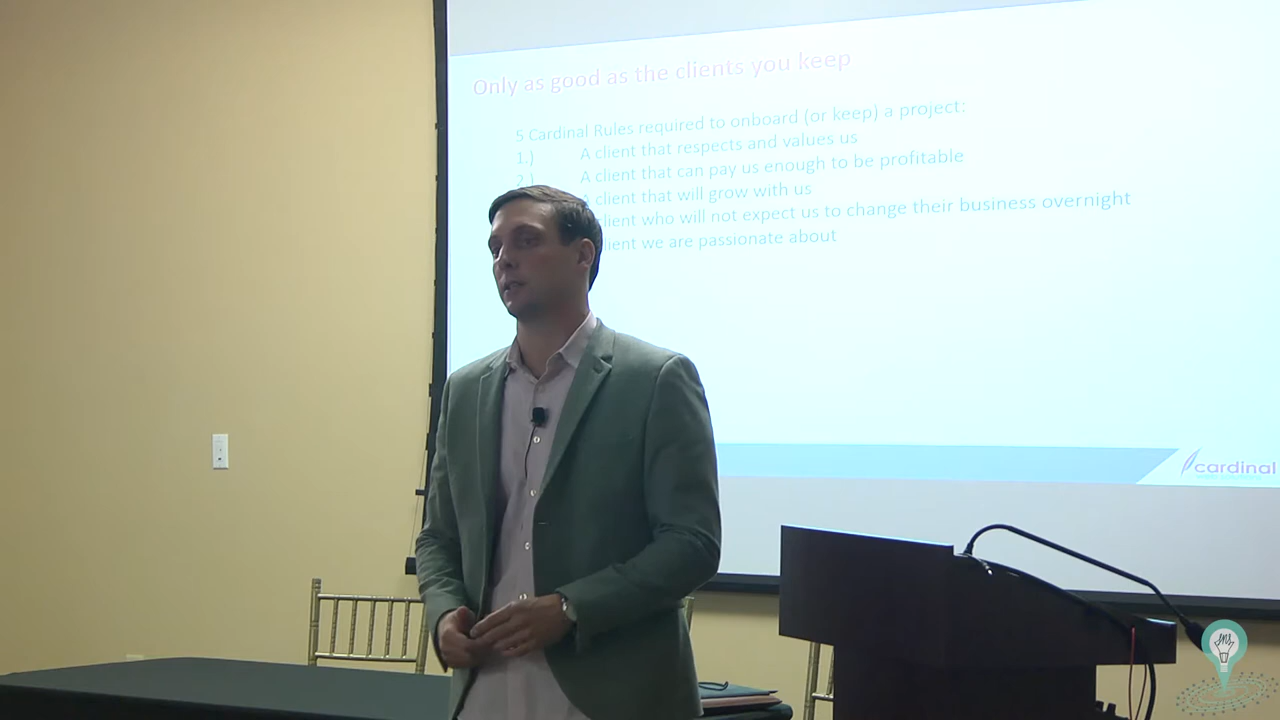 Only as good as the clients you keep
5 Cardinal Rules required to onboard (or keep) a project:
1.) A client that respects and values us
2.) A client that can pay us enough to be profitable
A client that will grow with us
client who will not expect us to change their business overnight
client we are passionate about
cardinal